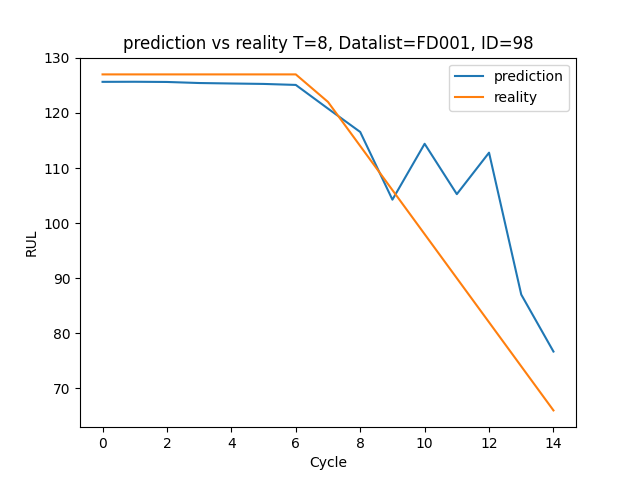 prediction vs reality T=8, Datalist=FD001, ID=98
prediction
reality
130
120
110
100
90
80
70
RUL
0 2 4 6 8 10 12 14
Cycle